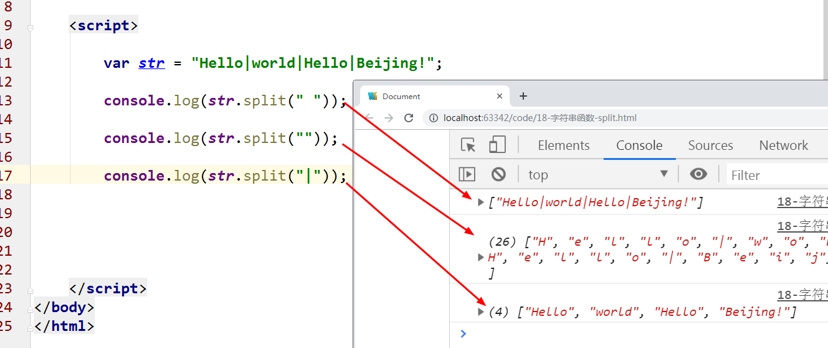 8
9 <script>
10
11 var str = "Hello|world|Hello|Beijing!";
12
13 console.log(str.split(" "));
14
15 console.log(str.split(""));
16
17 console.log(str.split("|"));
18
19
20
21
22
23 </script>
24 </body>
25 </html>
Document
localhost:63342/code/18-字符串函数-split.html
Elements Console Sources Network
top Filter
["Hello|world|Hello|Beijing!"] 18-字符串
18-字符串
(26) ["H", "e", "l", "l", "o", "|", "w", "o",
H", "e", "l", "l", "o", "|", "B", "e", "i", "j"
]
18-字符串
(4) ["Hello", "world", "Hello", "Beijing!"]